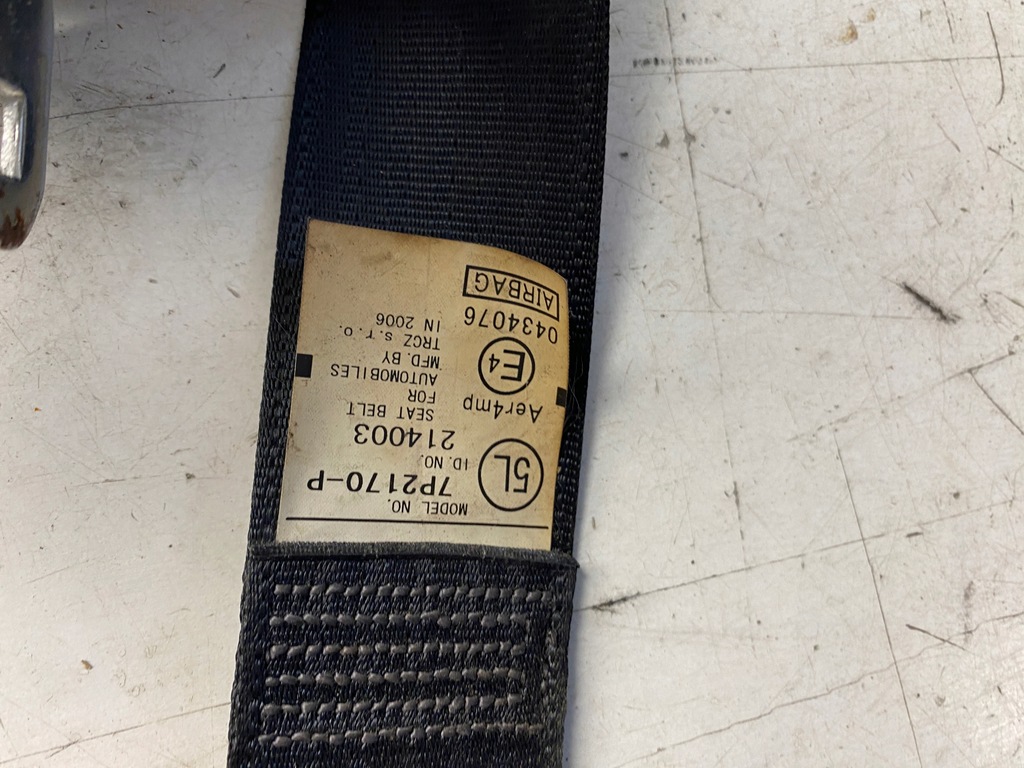 MODEL NO.
7P2170-P
5L
ID. NO.
214003
Aer4mp
SEAT BELT
FOR
AUTOMOBILES
E4
MFD. BY
TRCZ s.r.o.
IN 2006
0434076
AIRBAG